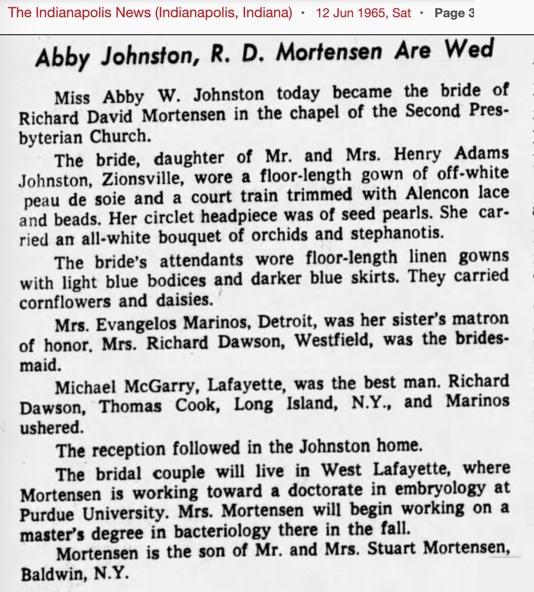 The Indianapolis News (Indianapolis, Indiana) · 12 Jun 1965, Sat · Page 3
Abby Johnston, R. D. Mortensen Are Wed
Miss Abby W. Johnston today became the bride of
Richard David Mortensen in the chapel of the Second Pres-
byterian Church.
The bride, daughter of Mr. and Mrs. Henry Adams
Johnston, Zionsville, wore a floor-length gown of off-white
peau de soie and a court train trimmed with Alencon lace
and beads. Her circlet headpiece was of seed pearls. She car-
ried an all-white bouquet of orchids and stephanotis.
The bride's attendants wore floor-length linen gowns
with light blue bodices and darker blue skirts. They carried
cornflowers and daisies.
Mrs. Evangelos Marinos, Detroit, was her sister's matron
of honor. Mrs. Richard Dawson, Westfield, was the brides-
maid.
Michael McGarry, Lafayette, was the best man. Richard
Dawson, Thomas Cook, Long Island, N.Y., and Marinos
ushered.
The reception followed in the Johnston home.
The bridal couple will live in West Lafayette, where
Mortensen is working toward a doctorate in embryology at
Purdue University. Mrs. Mortensen will begin working on a
master's degree in bacteriology there in the fall.
Mortensen is the son of Mr. and Mrs. Stuart Mortensen,
Baldwin, N.Y.